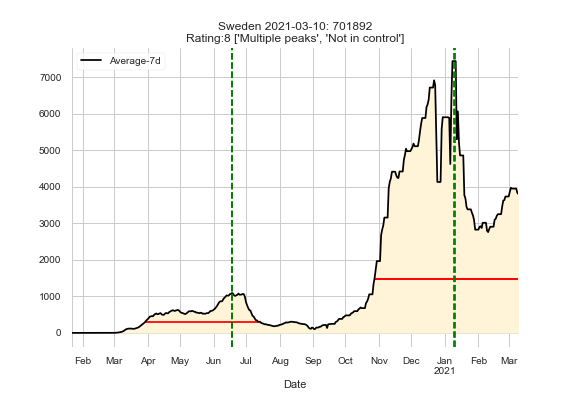 Sweden 2021-03-10: 701892
Rating:8 ['Multiple peaks', 'Not in control']
Average-7d
7000
6000
5000
4000
3000
2000
1000
0
Feb Mar Apr May Jun Jul Aug Sep Oct Nov Dec Jan Feb Mar
2021
Date